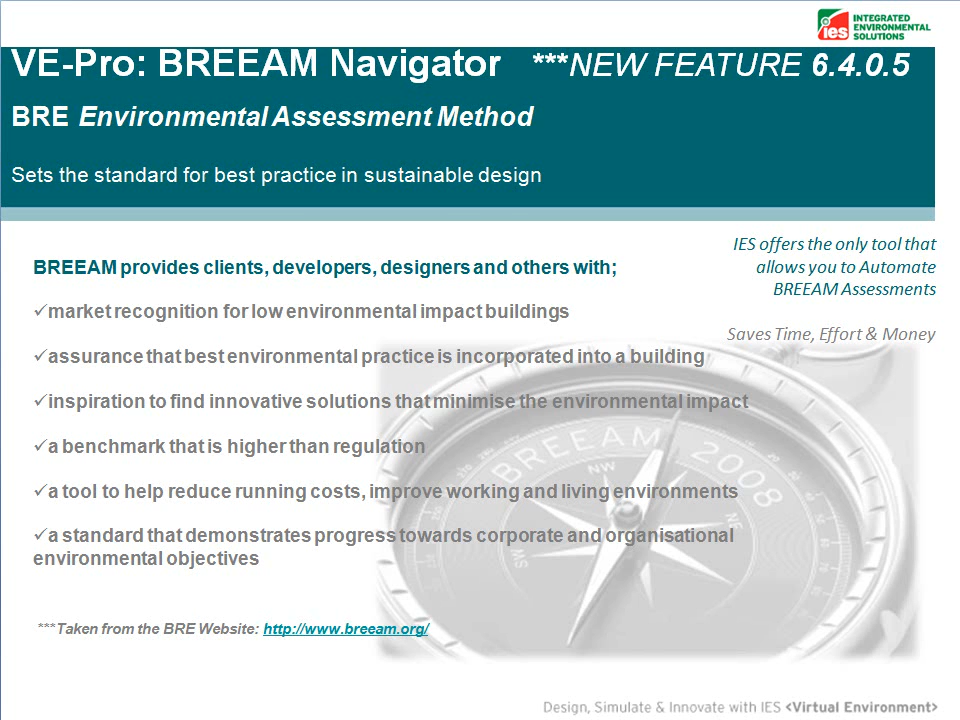 ies INTEGRATED
ENVIRONMENTAL
SOLUTIONS
VE-Pro: BREEAM Navigator ***NEW FEATURE 6.4.0.5
BRE Environmental Assessment Method
Sets the standard for best practice in sustainable design
IES offers the only tool that
allows you to Automate
BREEAM Assessments
Saves Time, Effort & Money
BREEAM provides clients, developers, designers and others with;
✓market recognition for low environmental impact buildings
✓assurance that best environmental practice is incorporated into a building
✓inspiration to find innovative solutions that minimise the environmental impact
✓a benchmark that is higher than regulation
✓a tool to help reduce running costs, improve working and living environments
✓a standard that demonstrates progress towards corporate and organisational
environmental objectives
BREEAM 2008
NW
SW
***Taken from the BRE Website: http://www.breeam.org/
Design, Simulate & Innovate with IES <Virtual Environment>